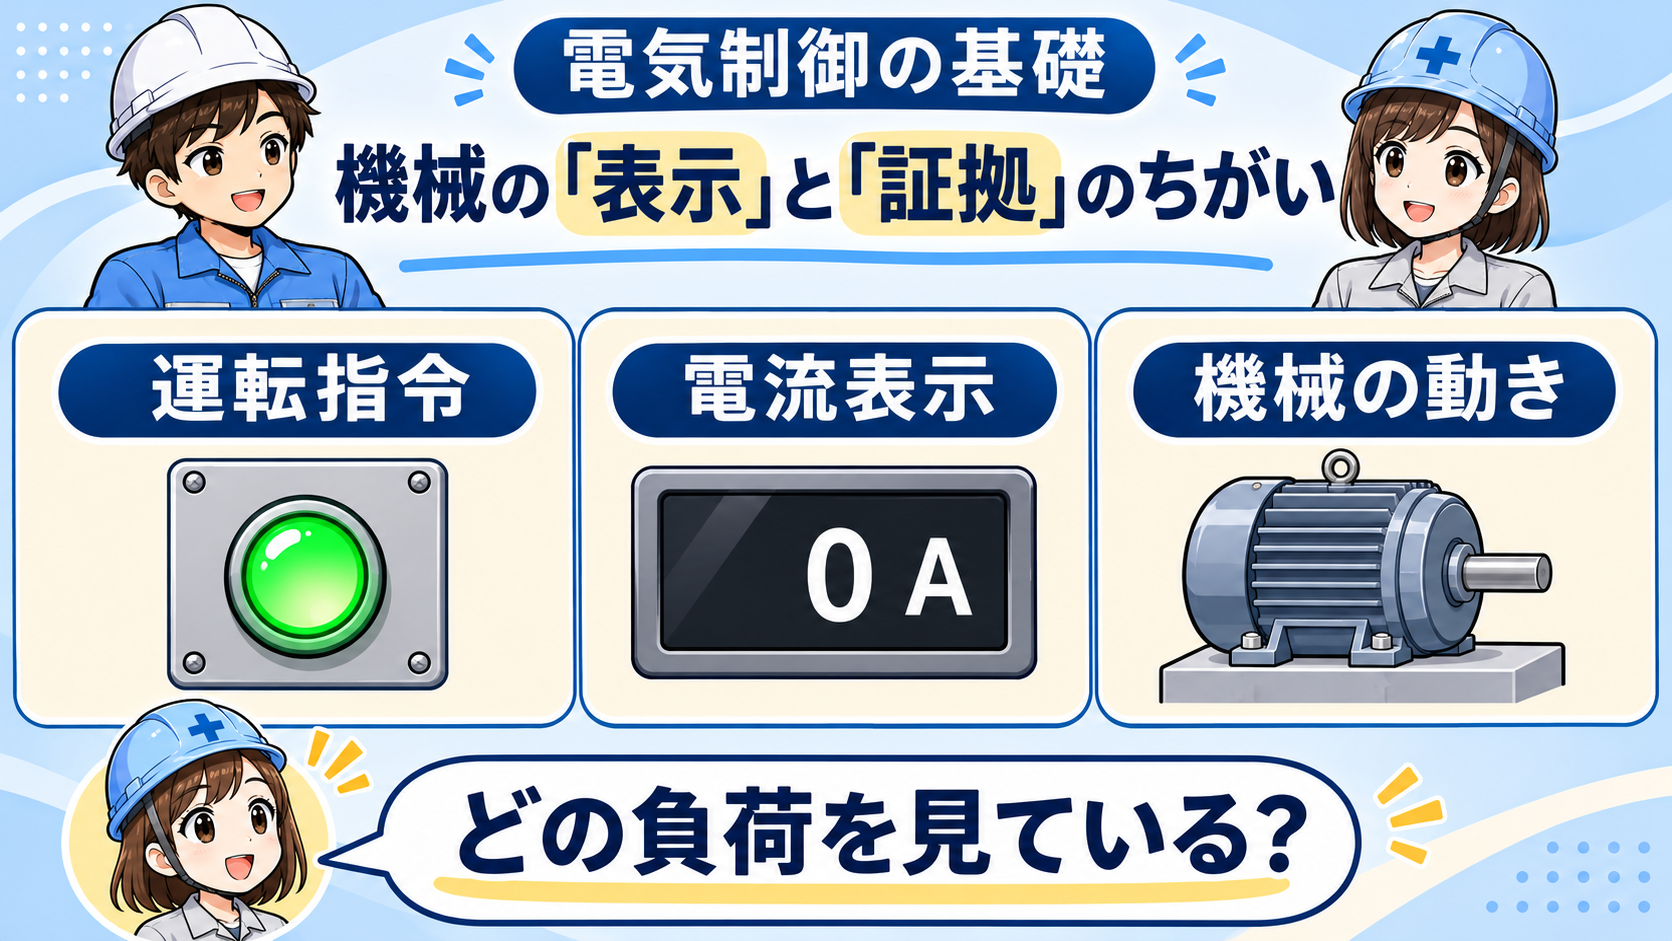 電気制御の基礎
機械の「表示」と「証拠」のちがい
運転指令
電流表示
機械の動き
0 A
どの負荷を見ている?